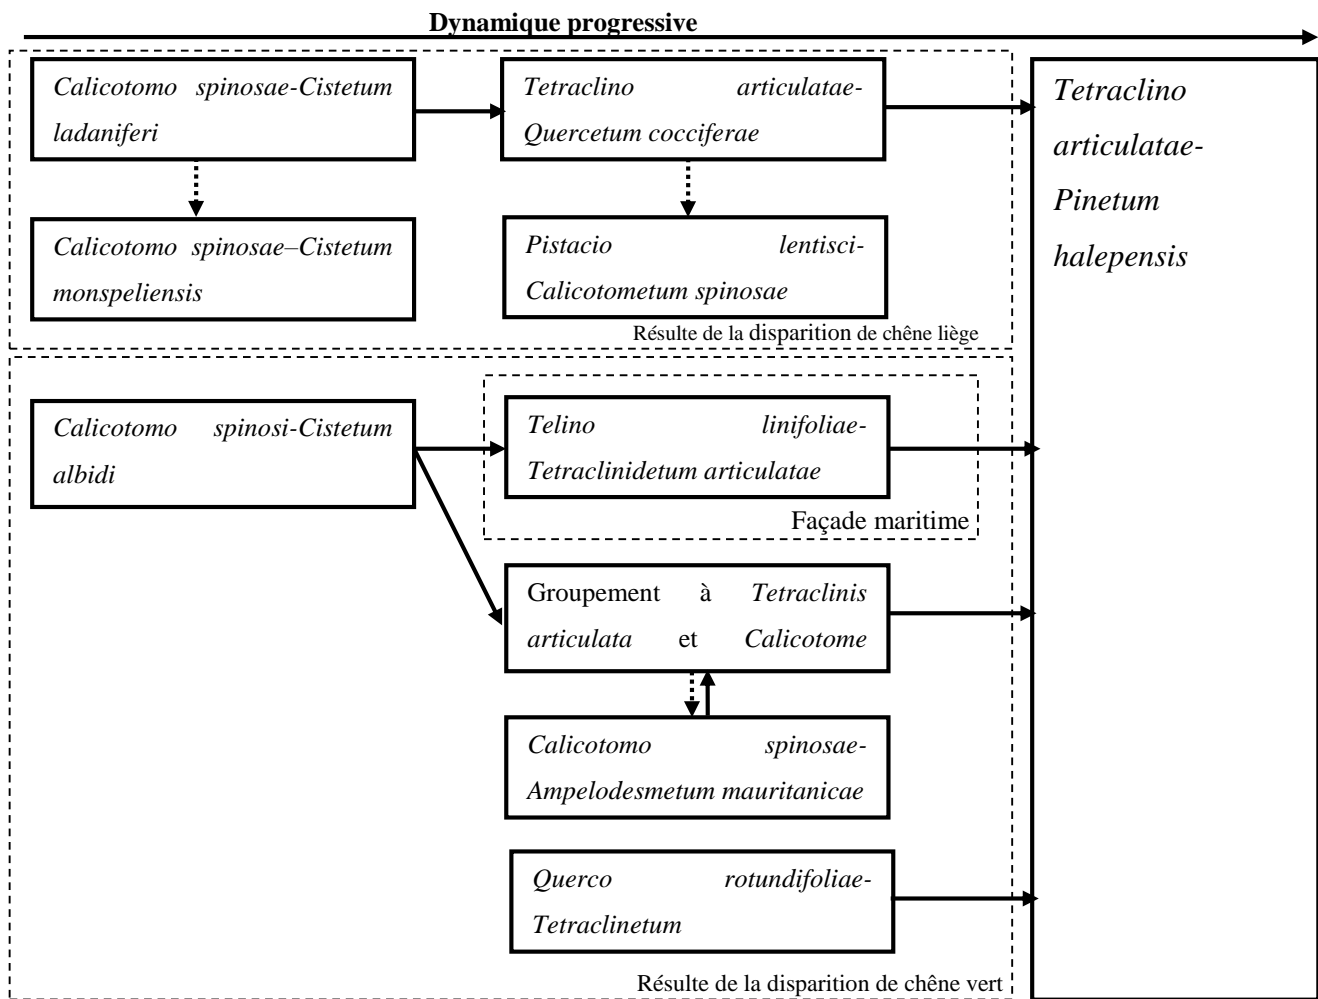 Dynamique progressive
Calicotomo spinosae-Cistetum
ladaniferi
Tetraclino articulatae-
Quercetum cocciferae
Tetraclino
articulatae-
Pinetum
halepensis
Calicotomo spinosae–Cistetum
monspeliensis
Pistacio lentisci-
Calicotometum spinosae
Résulte de la disparition de chêne liège
Calicotomo spinosi-Cistetum
albidi
Telino linifoliae-
Tetraclinidetum articulatae
Façade maritime
Groupement à Tetraclinis
articulata et Calicotome
Calicotomo spinosae-
Ampelodesmetum mauritanicae
Querco rotundifoliae-
Tetraclinetum
Résulte de la disparition de chêne vert